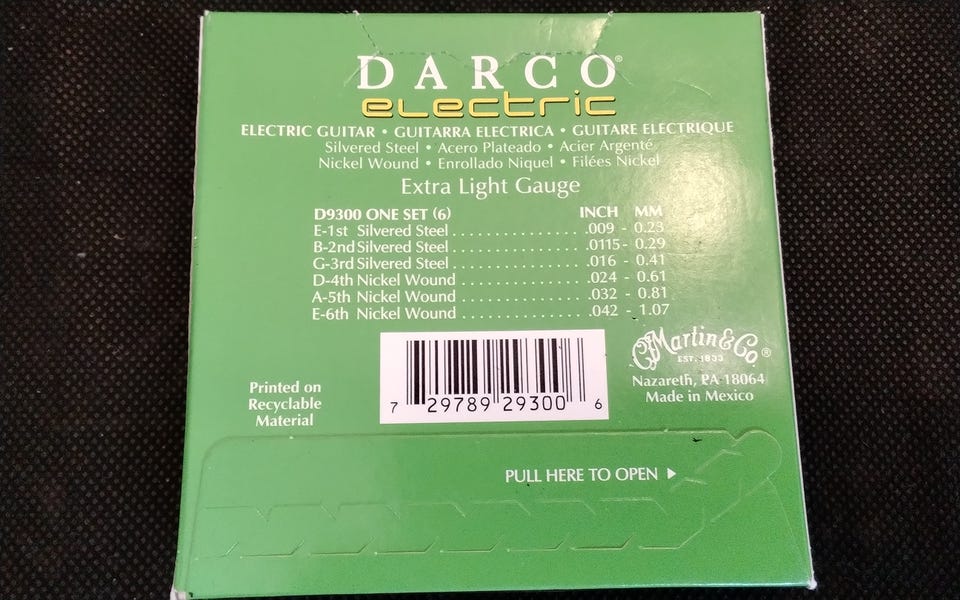 DARCO®
electric
ELECTRIC GUITAR • GUITARRA ELECTRICA • GUITARE ELECTRIQUE
Silvered Steel • Acero Plateado • Acier Argenté
Nickel Wound • Enrollado Niquel • Filées Nickel
Extra Light Gauge
D9300 ONE SET (6) INCH MM
E-1st Silvered Steel ................ .009 - 0.23
B-2nd Silvered Steel ................ .0115 - 0.29
G-3rd Silvered Steel ................ .016 - 0.41
D-4th Nickel Wound ............... .024 - 0.61
A-5th Nickel Wound ............... .032 - 0.81
E-6th Nickel Wound ............... .042 - 1.07
C.F. Martin & Co.®
EST. 1833
Nazareth, PA 18064
Made in Mexico
Printed on
Recyclable
Material
7 29789 29300 6
PULL HERE TO OPEN ▶